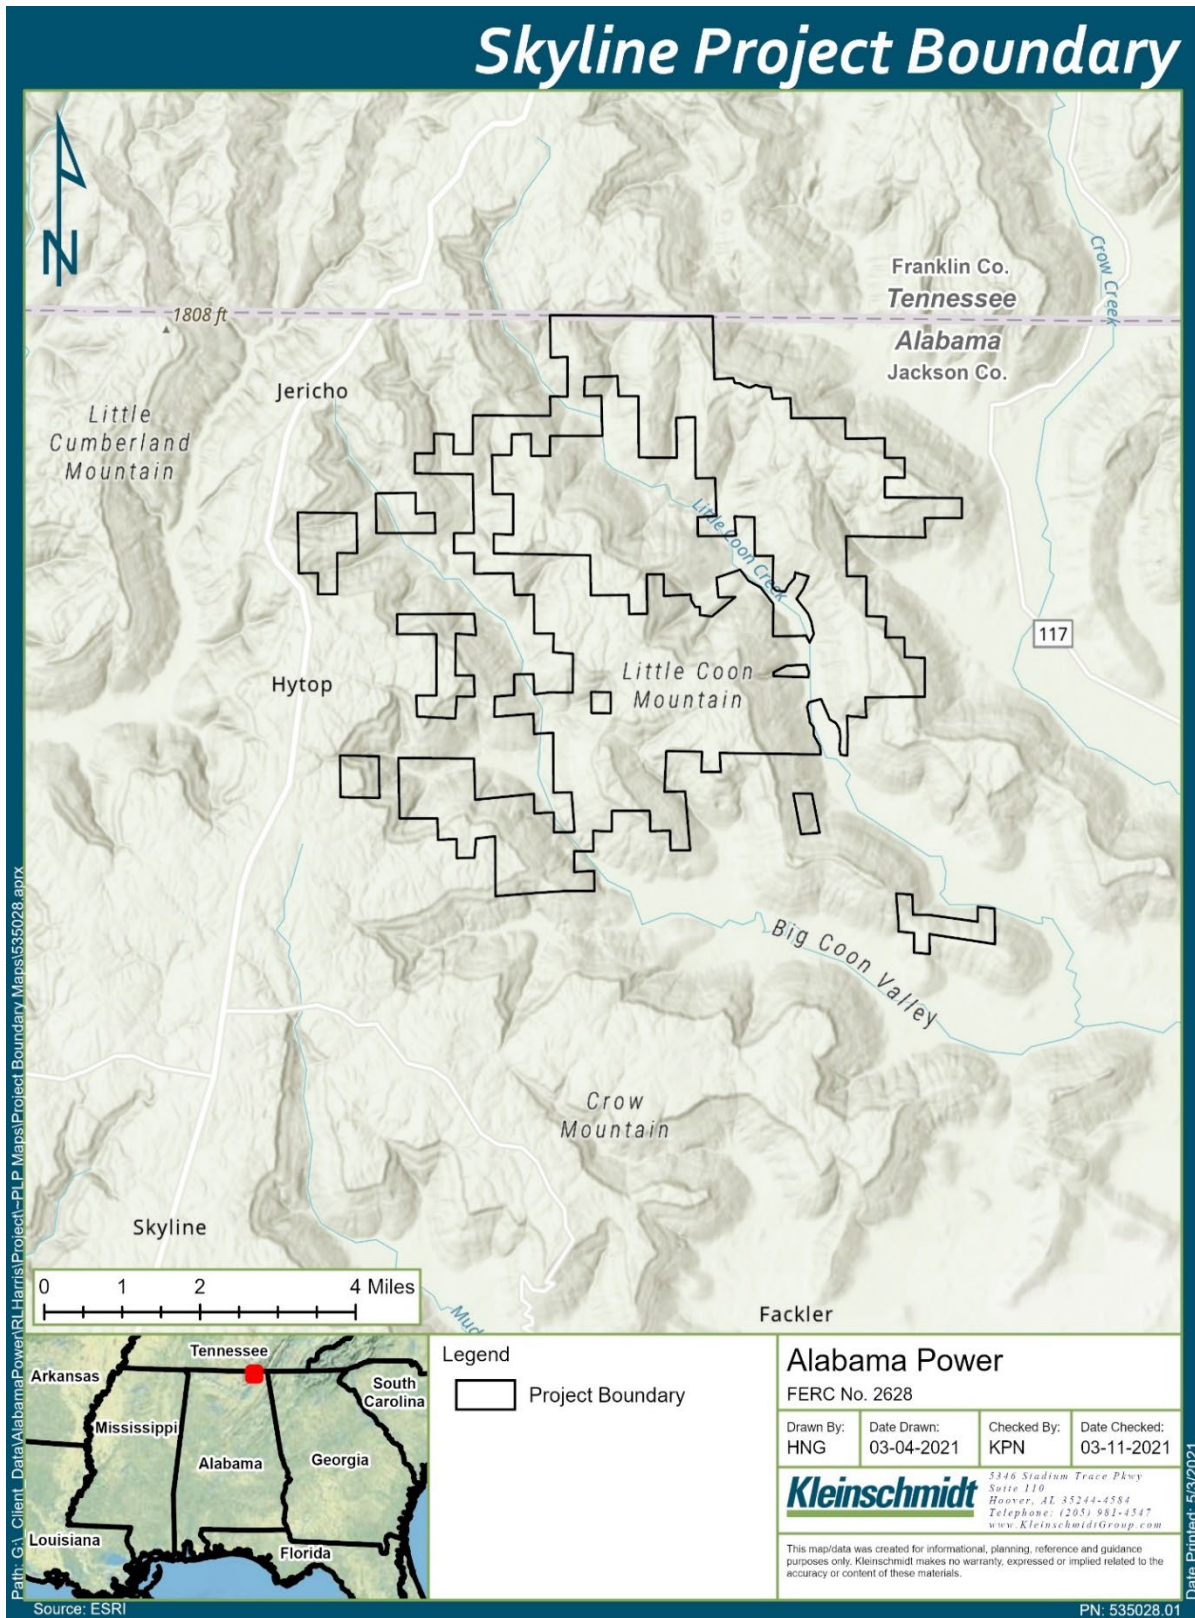 Skyline Project Boundary
N
Crow Creek
Franklin Co.
Tennessee
1808 ft
Alabama
Jackson Co.
Jericho
Little
Cumberland
Mountain
Little Coon Creek
117
Hytop
Little Coon
Mountain
Big Coon Valley
Crow
Mountain
Skyline
0 1 2 4 Miles
Mud
Fackler
Tennessee
Arkansas
South
Carolina
Mississippi
Alabama
Georgia
Louisiana
Florida
Legend
Project Boundary
Alabama Power
FERC No. 2628
Drawn By:
HNG
Date Drawn:
03-04-2021
Checked By:
KPN
Date Checked:
03-11-2021
Kleinschmidt
5346 Stadium Trace Pkwy
Suite 110
Hoover, AL 35244-4584
Telephone: (205) 981-4547
www.KleinschmidtGroup.com
This map/data was created for informational, planning, reference and guidance
purposes only. Kleinschmidt makes no warranty, expressed or implied related to the
accuracy or content of these materials.
Path: G:\_Client_Data\AlabamaPower\RLHarris\Project\~PLP Maps\Project Boundary Maps\535028.aprx
Date Printed: 5/3/2021
Source: ESRI
PN: 535028.01